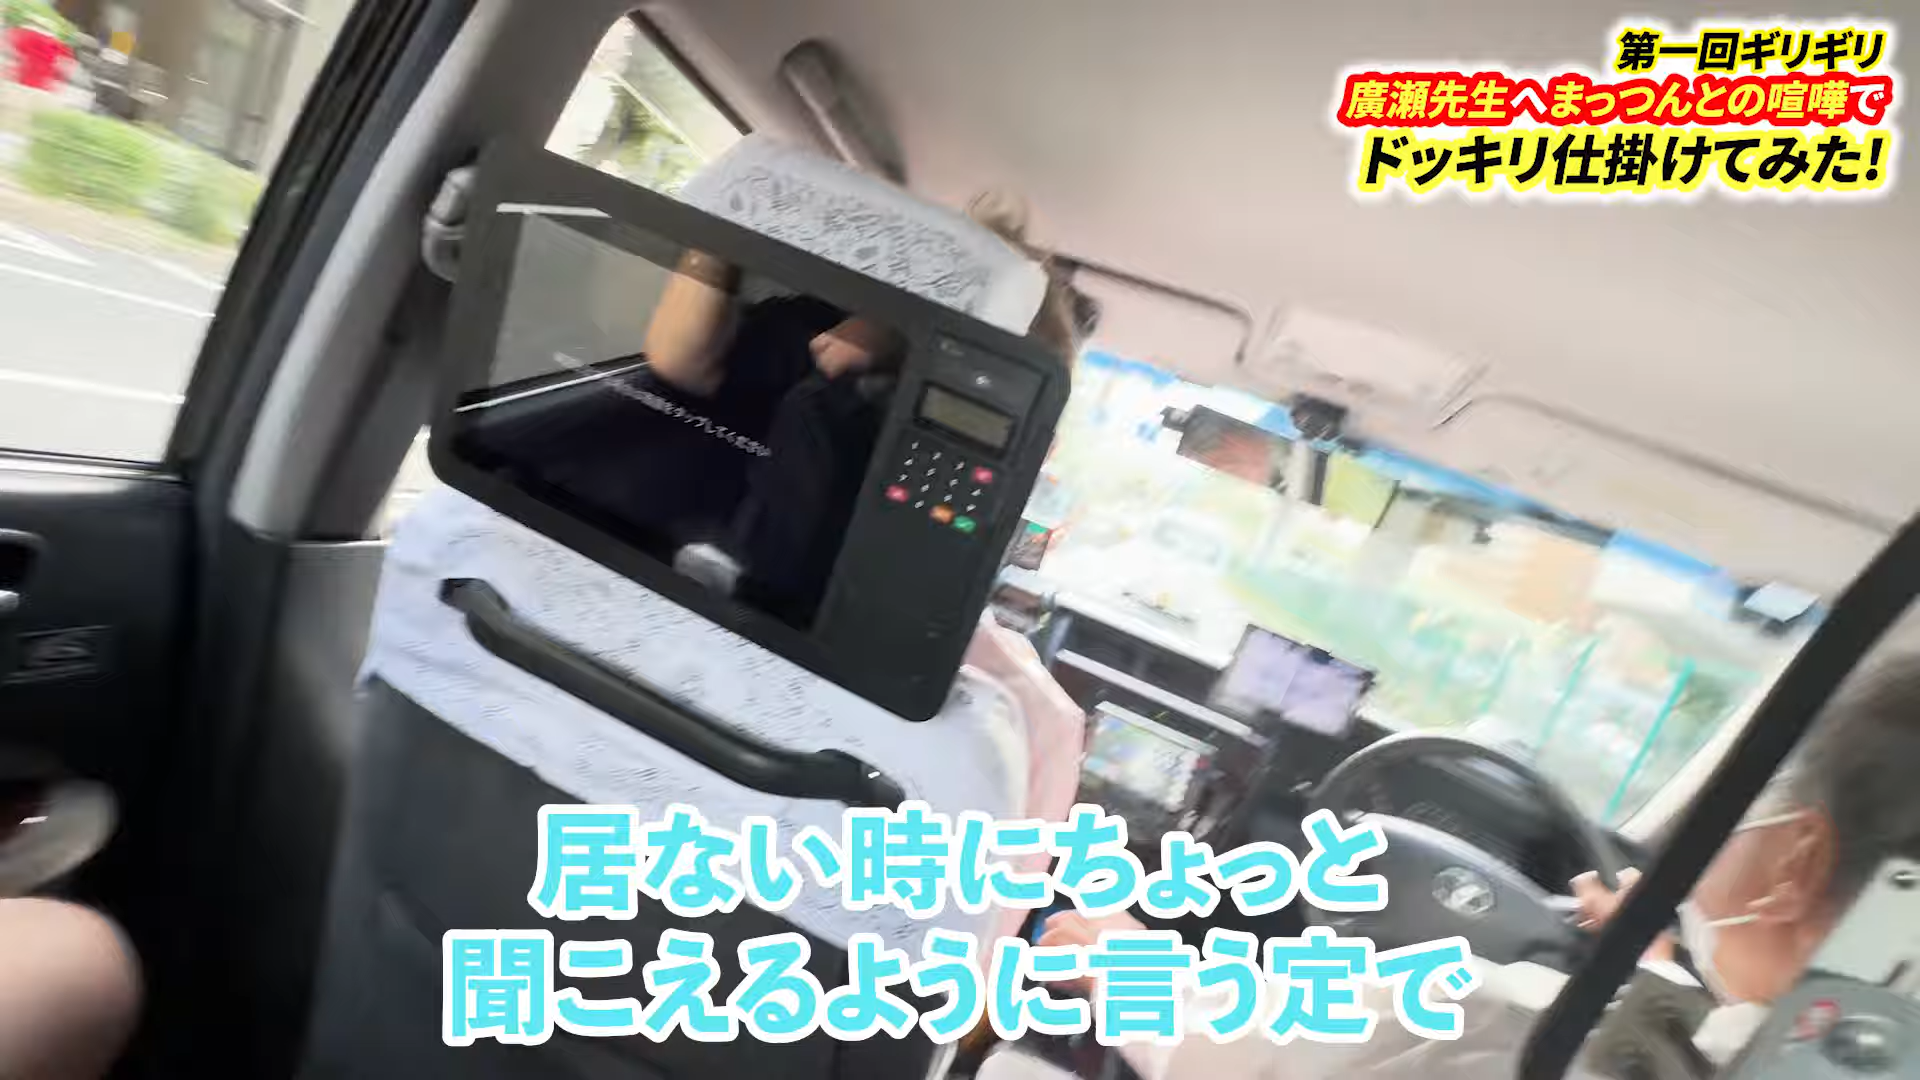 第一回ギリギリ
廣瀬先生へまっつんとの喧嘩で
ドッキリ仕掛けてみた!
居ない時にちょっと
聞こえるように言う定で